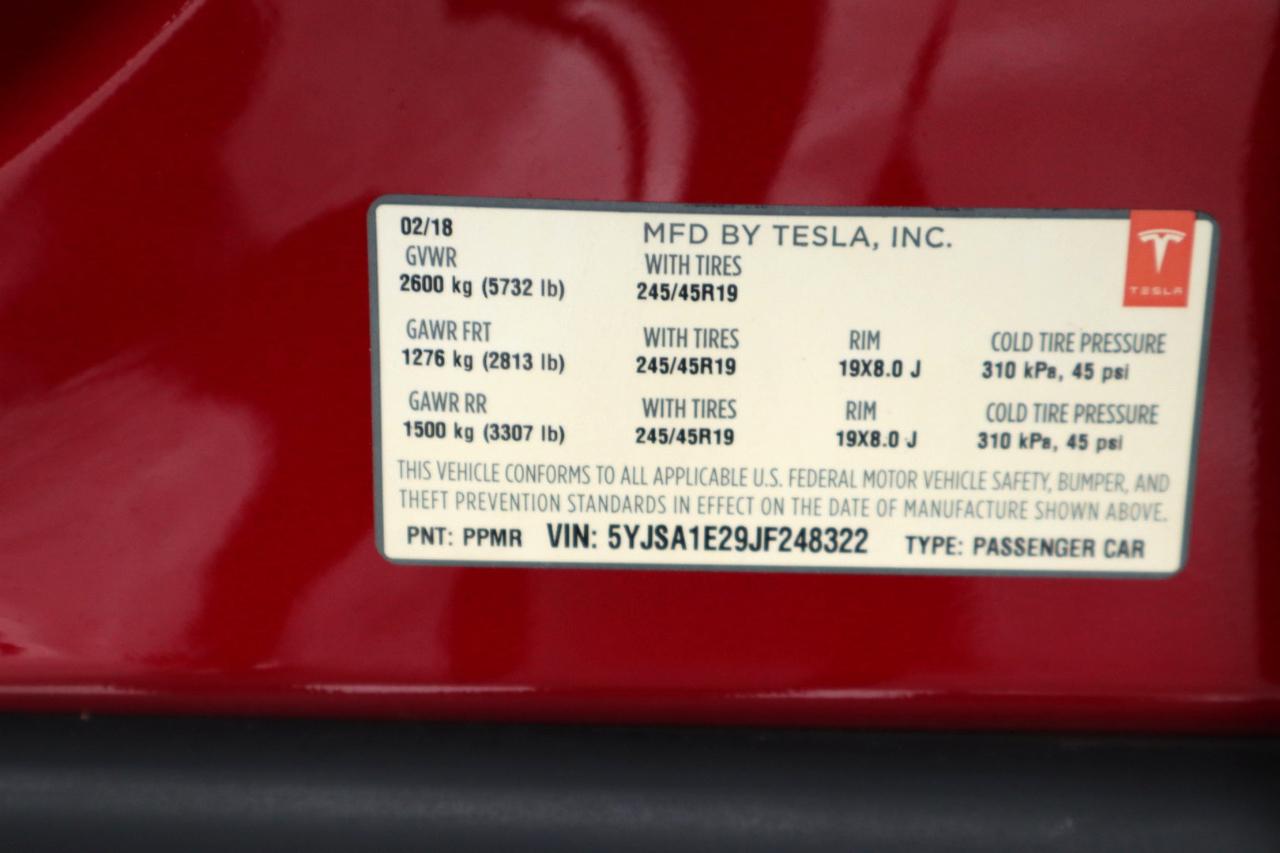 02/18 MFD BY TESLA, INC.
GVWR WITH TIRES
2600 kg (5732 lb) 245/45R19
TESLA
GAWR FRT WITH TIRES RIM COLD TIRE PRESSURE
1276 kg (2813 lb) 245/45R19 19X8.0 J 310 kPa, 45 psi
GAWR RR WITH TIRES RIM COLD TIRE PRESSURE
1500 kg (3307 lb) 245/45R19 19X8.0 J 310 kPa, 45 psi
THIS VEHICLE CONFORMS TO ALL APPLICABLE U.S. FEDERAL MOTOR VEHICLE SAFETY, BUMPER, AND
THEFT PREVENTION STANDARDS IN EFFECT ON THE DATE OF MANUFACTURE SHOWN ABOVE.
PNT: PPMR VIN: 5YJSA1E29JF248322 TYPE: PASSENGER CAR